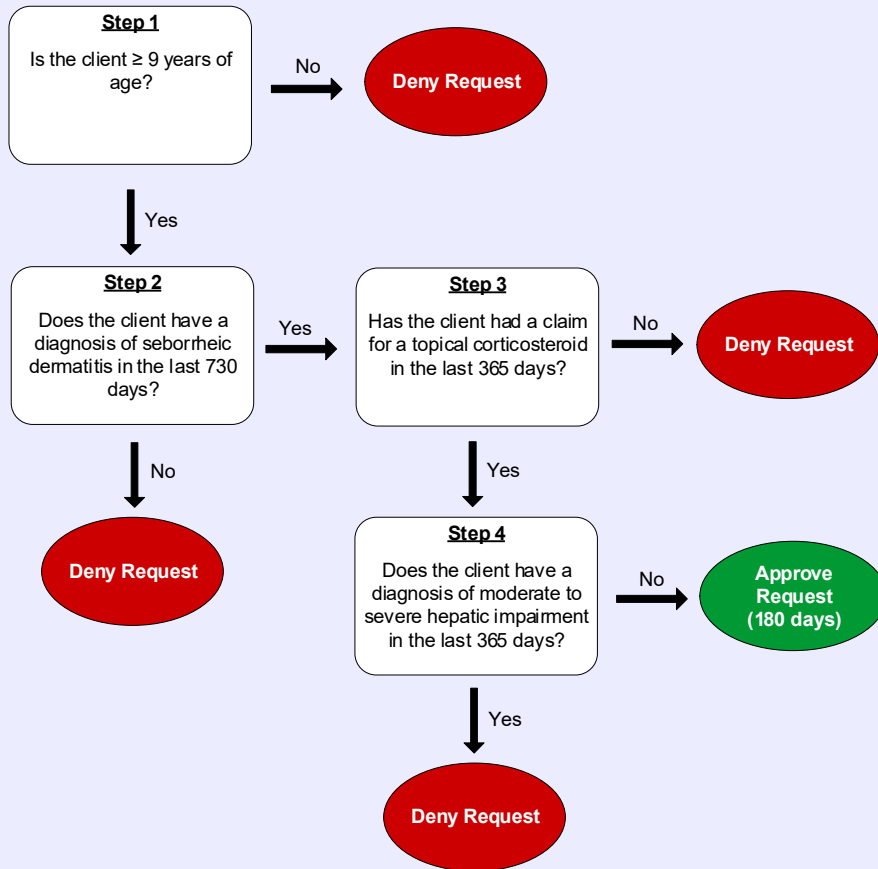 Step 1
Is the client ≥ 9 years of
age?
No
Deny Request
Yes
Step 2
Does the client have a
diagnosis of seborrheic
dermatitis in the last 730
days?
Yes
Step 3
Has the client had a claim
for a topical corticosteroid
in the last 365 days?
No
Deny Request
No
Deny Request
Yes
Step 4
Does the client have a
diagnosis of moderate to
severe hepatic impairment
in the last 365 days?
No
Approve
Request
(180 days)
Yes
Deny Request